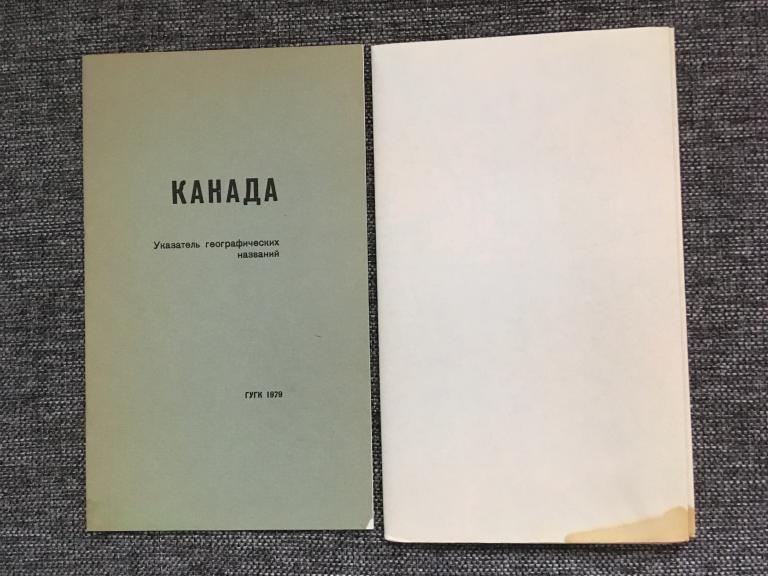 КАНАДА
Указатель географических
названий
ГУГК 1979